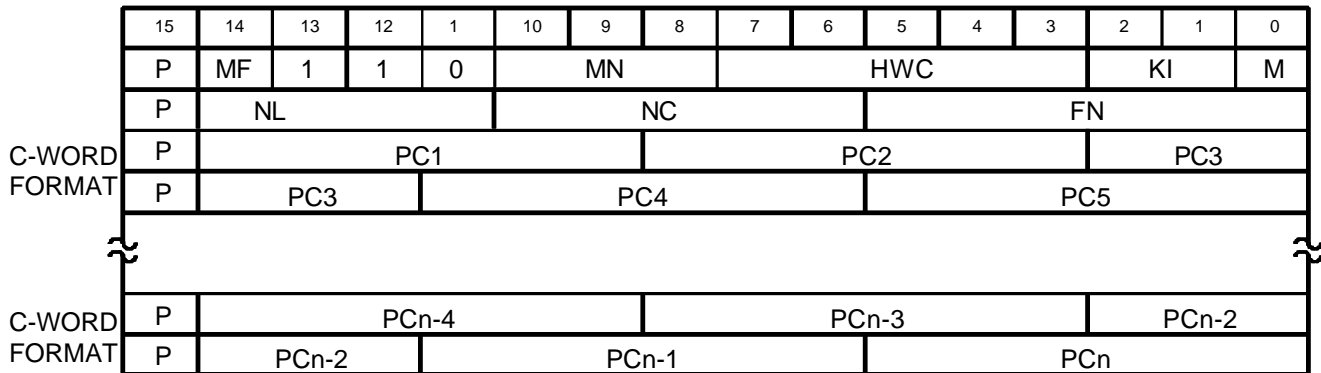 15 14 13 12 1 10 9 8 7 6 5 4 3 2 1 0
P MF 1 1 0 MN HWC KI M
P NL NC FN
C-WORD P PC1 PC2 PC3
FORMAT P PC3 PC4 PC5
C-WORD P PCn-4 PCn-3 PCn-2
FORMAT P PCn-2 PCn-1 PCn